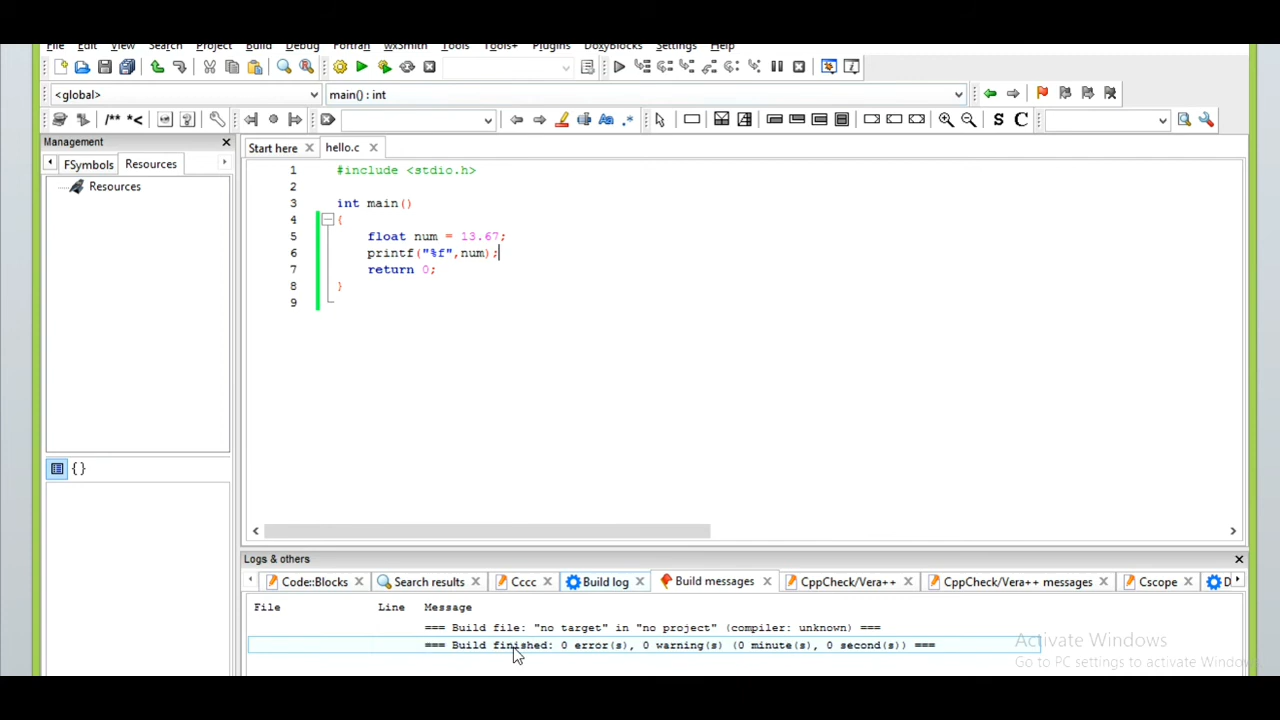 File Edit View Search Project Build Debug Fortran wxSmith Tools Tools+ Plugins DoxyBlocks Settings Help
<global> main() : int
/** *<
S C
Management
FSymbols Resources
Resources
{}
Start here hello.c
1 #include <stdio.h>
2
3 int main()
4 {
5 float num = 13.67;
6 printf("%f",num);
7 return 0;
8 }
9
Logs & others
Code::Blocks Search results Cccc Build log Build messages CppCheck/Vera++ CppCheck/Vera++ messages Cscope D
File Line Message
=== Build file: "no target" in "no project" (compiler: unknown) ===
=== Build finished: 0 error(s), 0 warning(s) (0 minute(s), 0 second(s)) ===
Activate Windows
Go to PC settings to activate Windows.